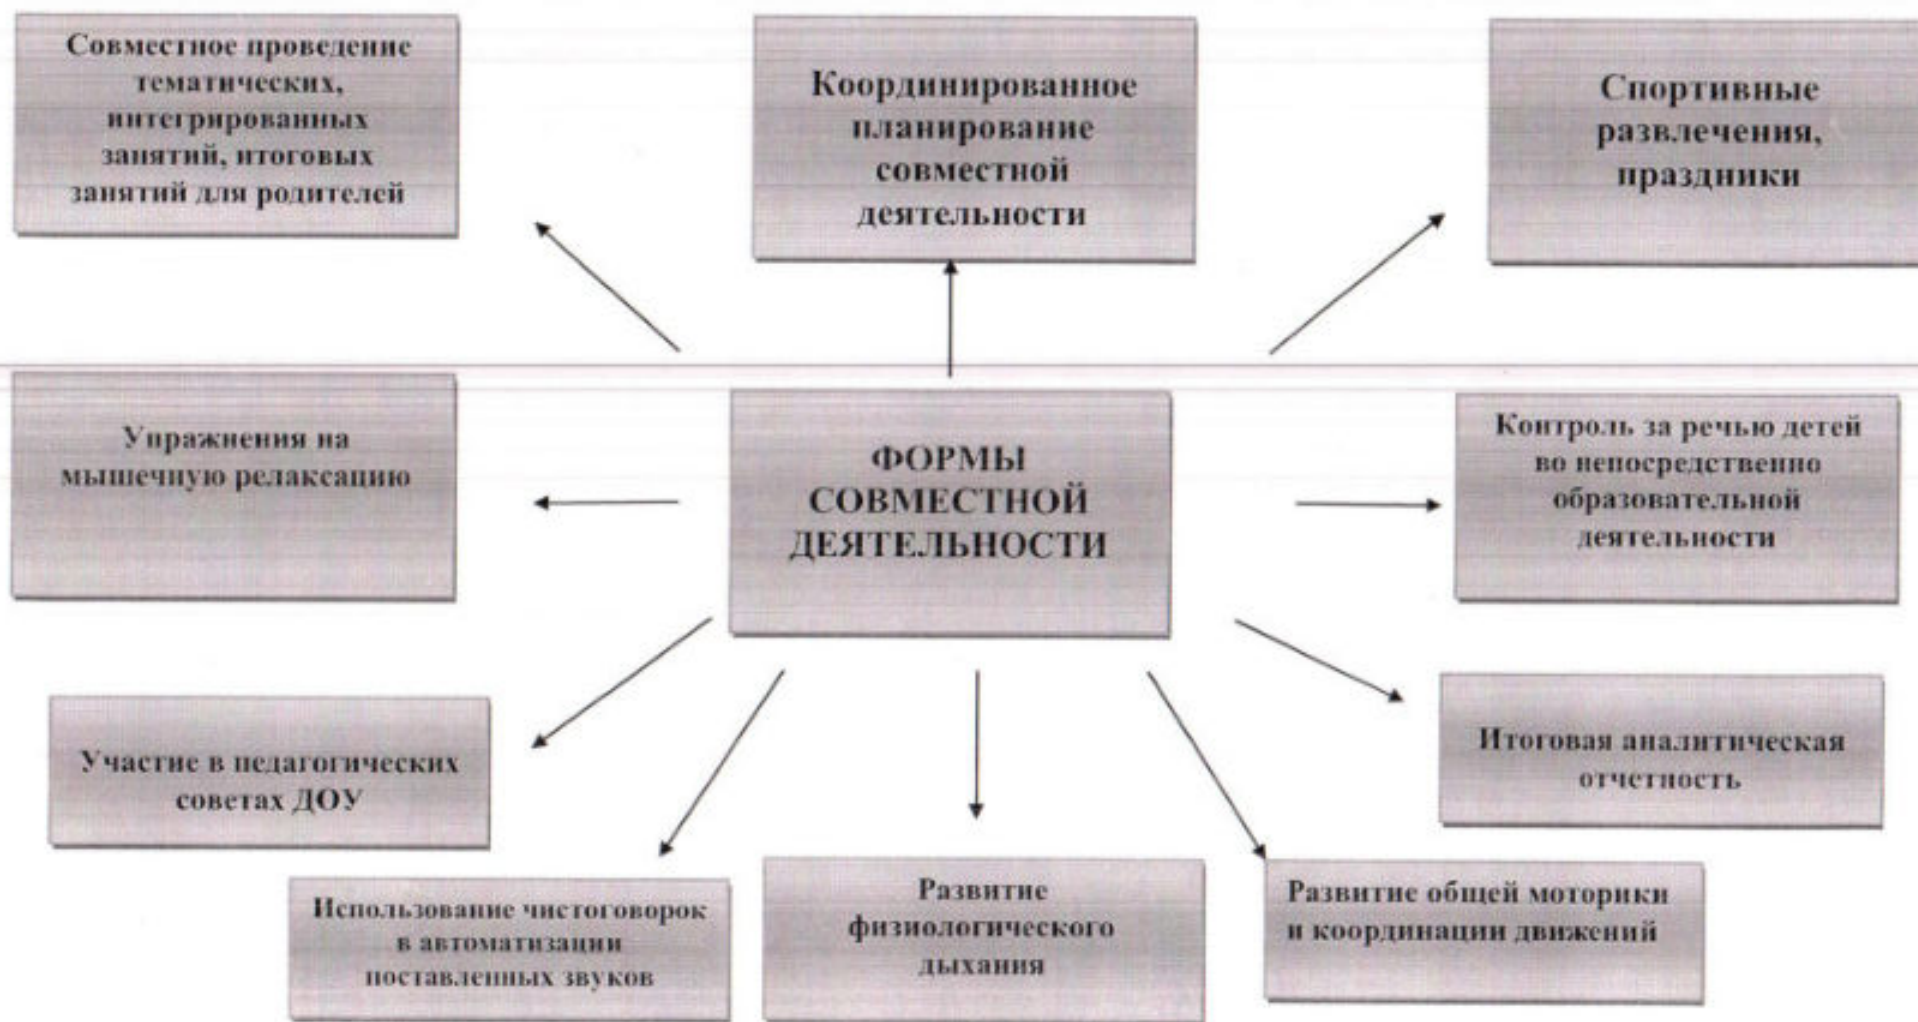 Совместное проведение
тематических,
интегрированных
занятий, итоговых
занятий для родителей
Координированное
планирование
совместной
деятельности
Спортивные
развлечения,
праздники
Упражнения на
мышечную релаксацию
ФОРМЫ
СОВМЕСТНОЙ
ДЕЯТЕЛЬНОСТИ
Контроль за речью детей
во непосредственно
образовательной
деятельности
Участие в педагогических
советах ДОУ
Итоговая аналитическая
отчетность
Использование чистоговорок
в автоматизации
поставленных звуков
Развитие
физиологического
дыхания
Развитие общей моторики
и координации движений